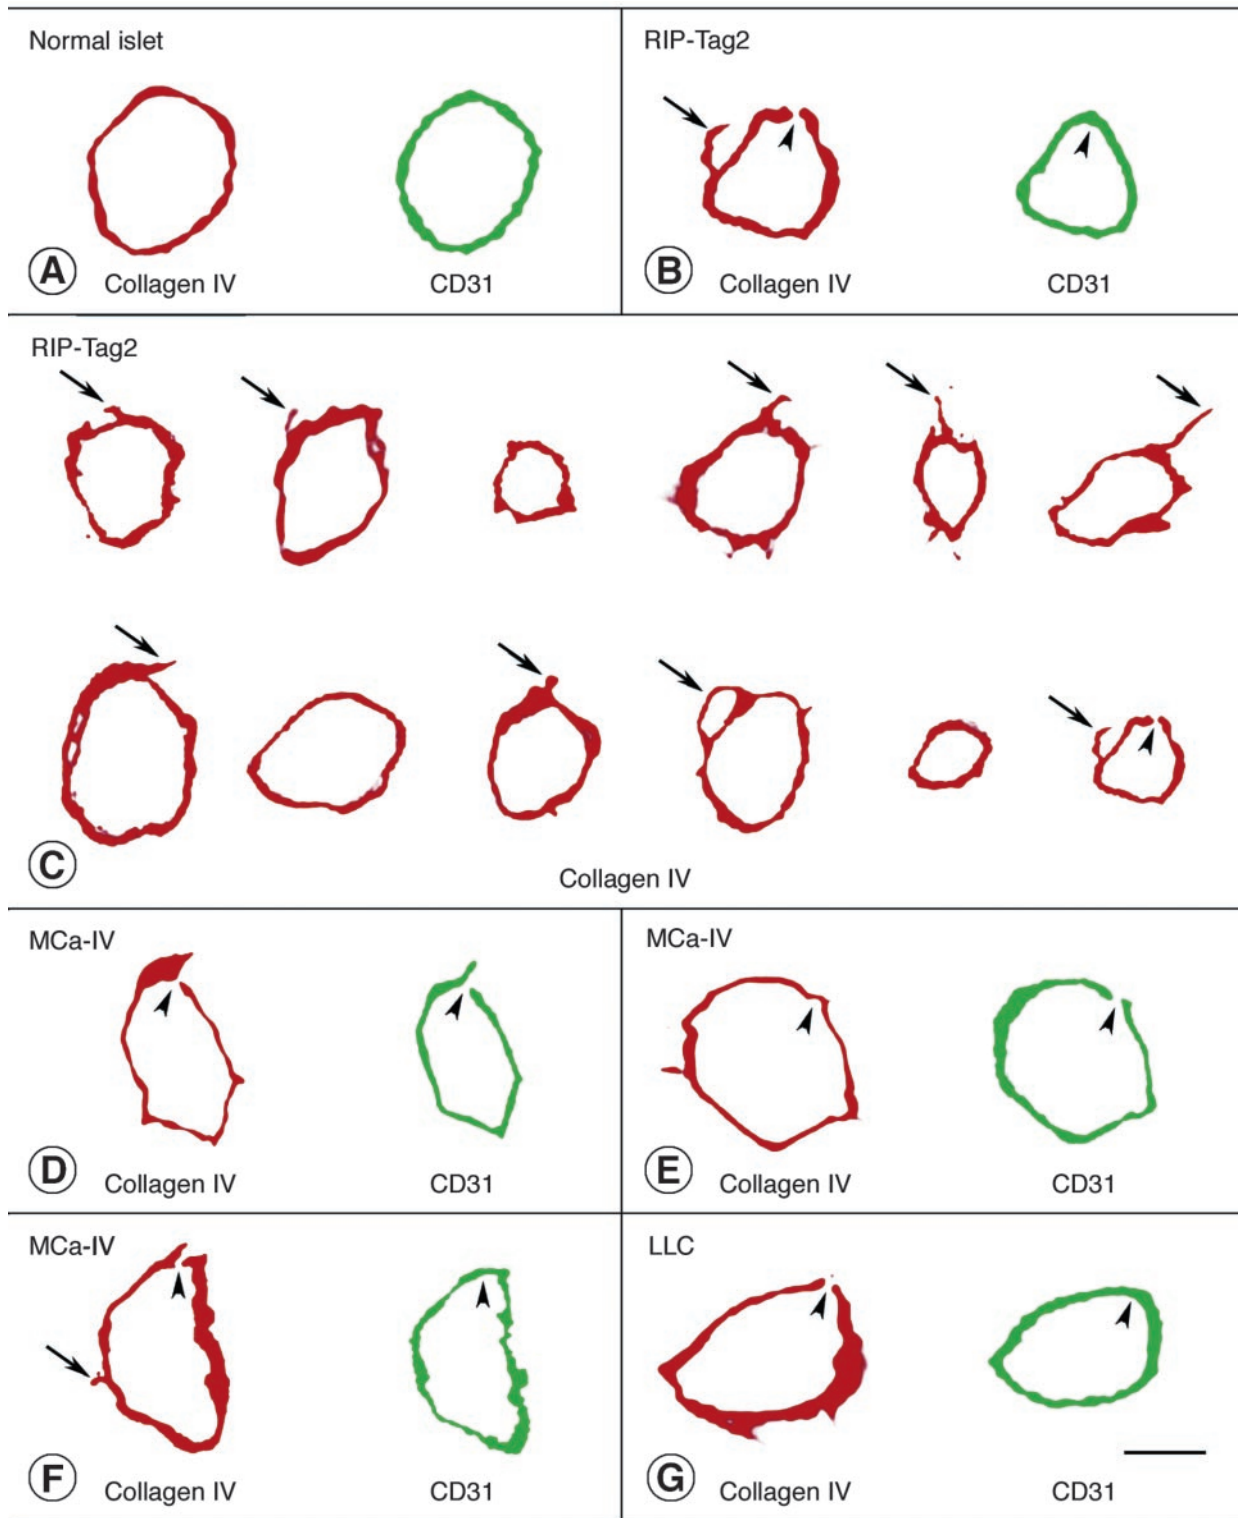 Normal islet
A
Collagen IV
CD31
RIP-Tag2
B
Collagen IV
CD31
RIP-Tag2
C
Collagen IV
MCa-IV
D
Collagen IV
CD31
MCa-IV
E
Collagen IV
CD31
MCa-IV
F
Collagen IV
CD31
LLC
G
Collagen IV
CD31